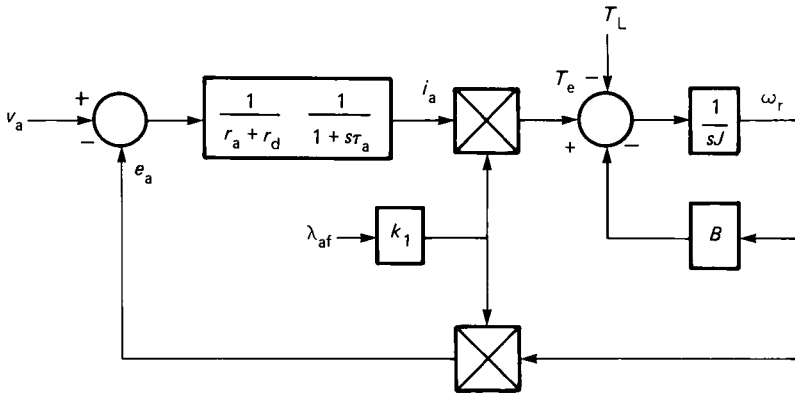 T_L
+
v_a
−
e_a
1 / (r_a + r_d)
1 / (1 + sτ_a)
i_a
T_e
−
+
−
1 / sJ
ω_r
λ_af
k_1
B